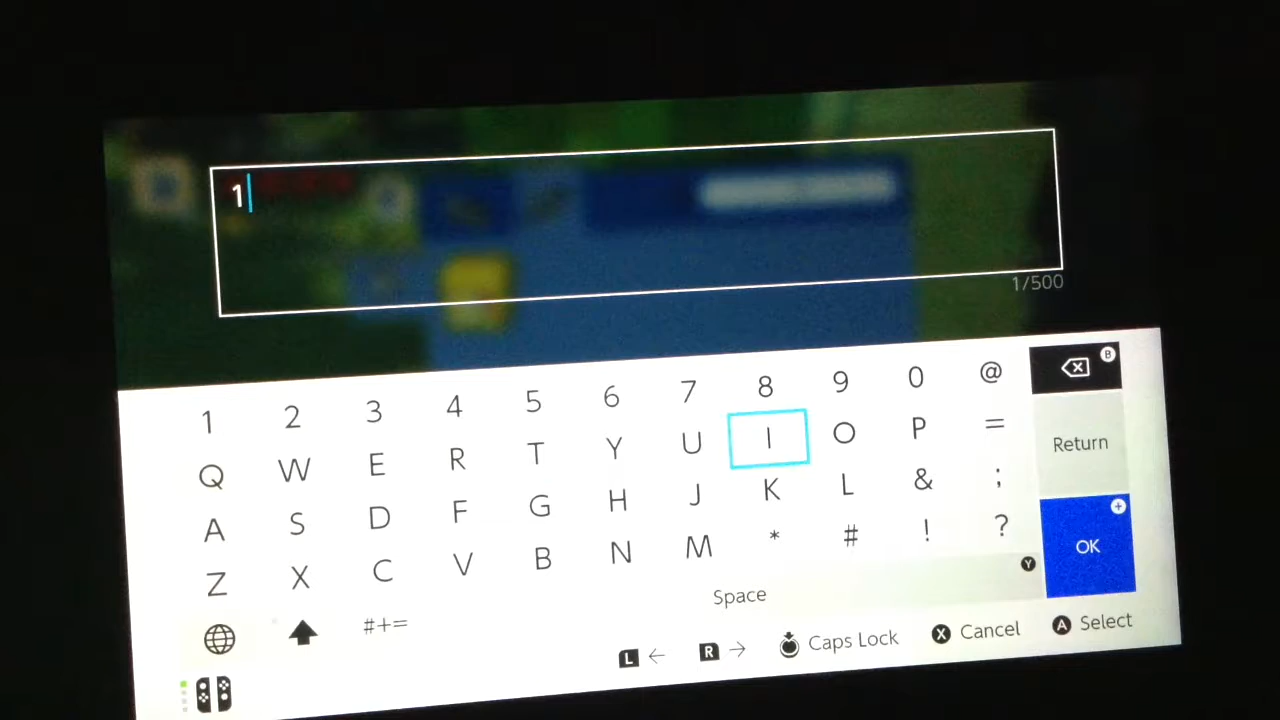 1
1/500
1 2 3 4 5 6 7 8 9 0 @ B
Q W E R T Y U I O P = Return
A S D F G H J K L & ;
Z X C V B N M * # ! ? + OK
#+= Space Y
L ← R → Caps Lock X Cancel A Select